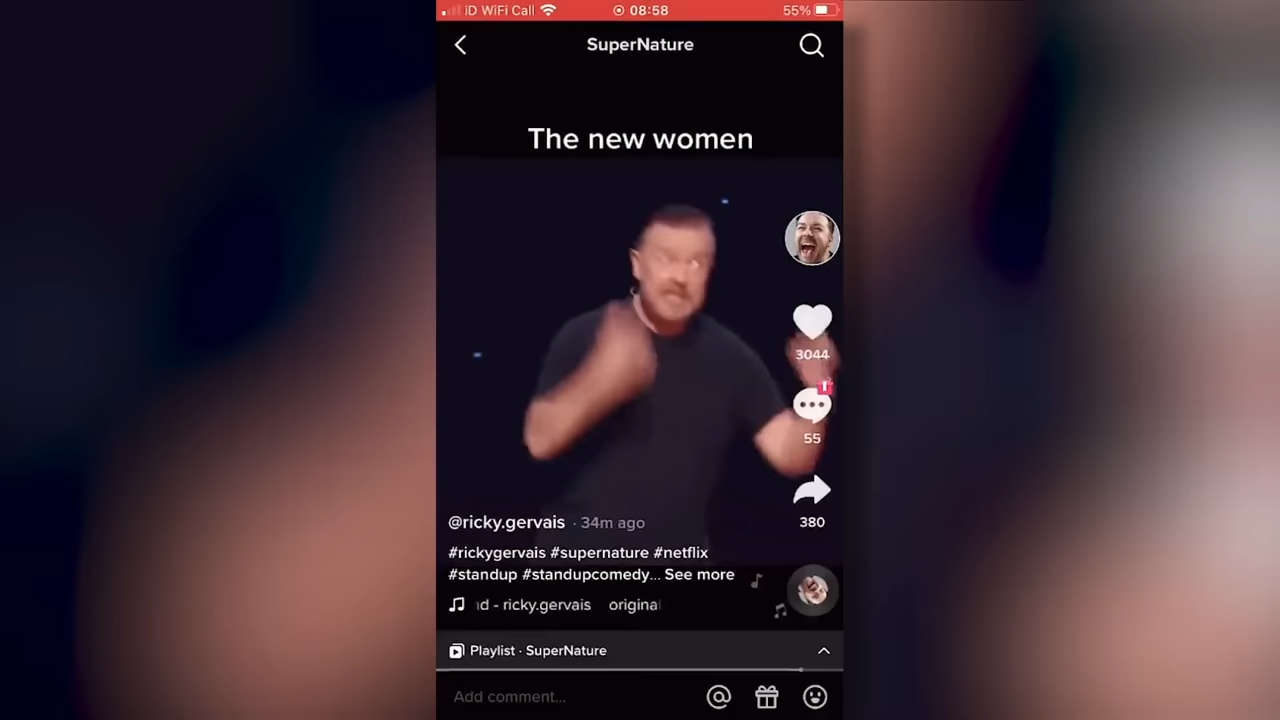 iD WiFi Call 08:58 55%
SuperNature
The new women
3044
55
380
@ricky.gervais · 34m ago
#rickygervais #supernature #netflix
#standup #standupcomedy... See more
d - ricky.gervais origina
Playlist · SuperNature
Add comment...